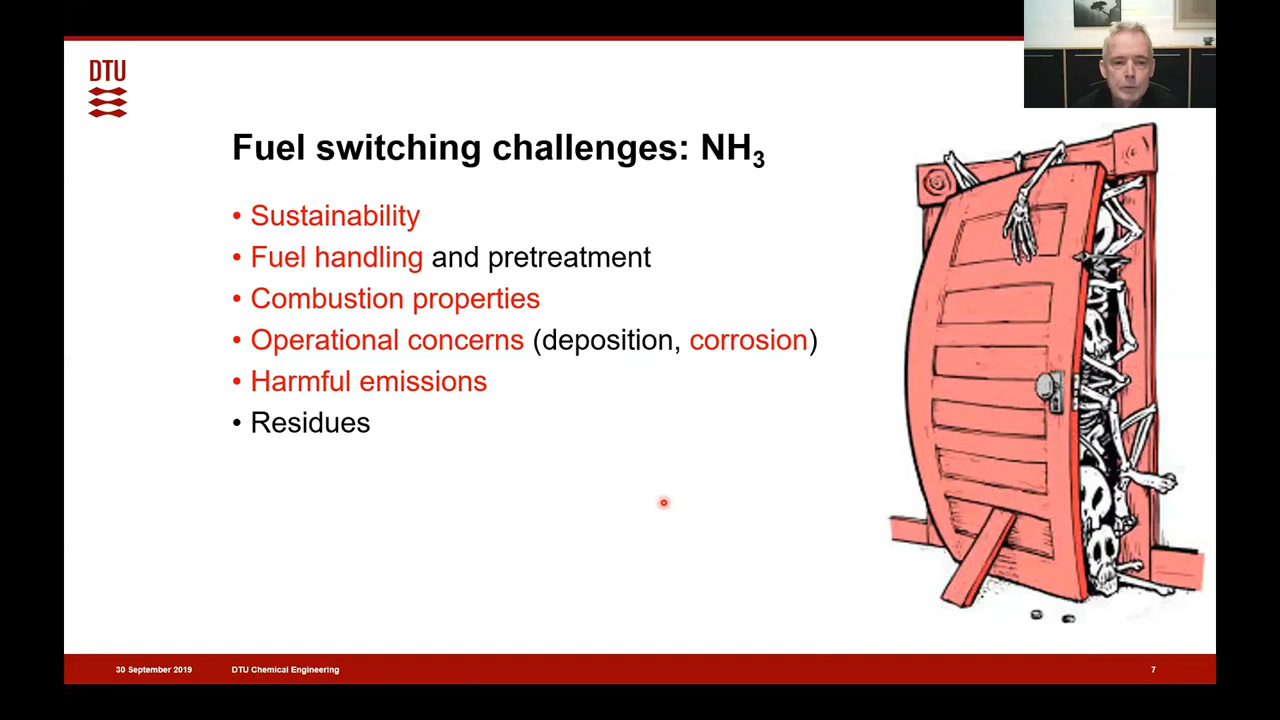 DTU
Fuel switching challenges: NH₃
• Sustainability
• Fuel handling and pretreatment
• Combustion properties
• Operational concerns (deposition, corrosion)
• Harmful emissions
• Residues
30 September 2019 DTU Chemical Engineering 7